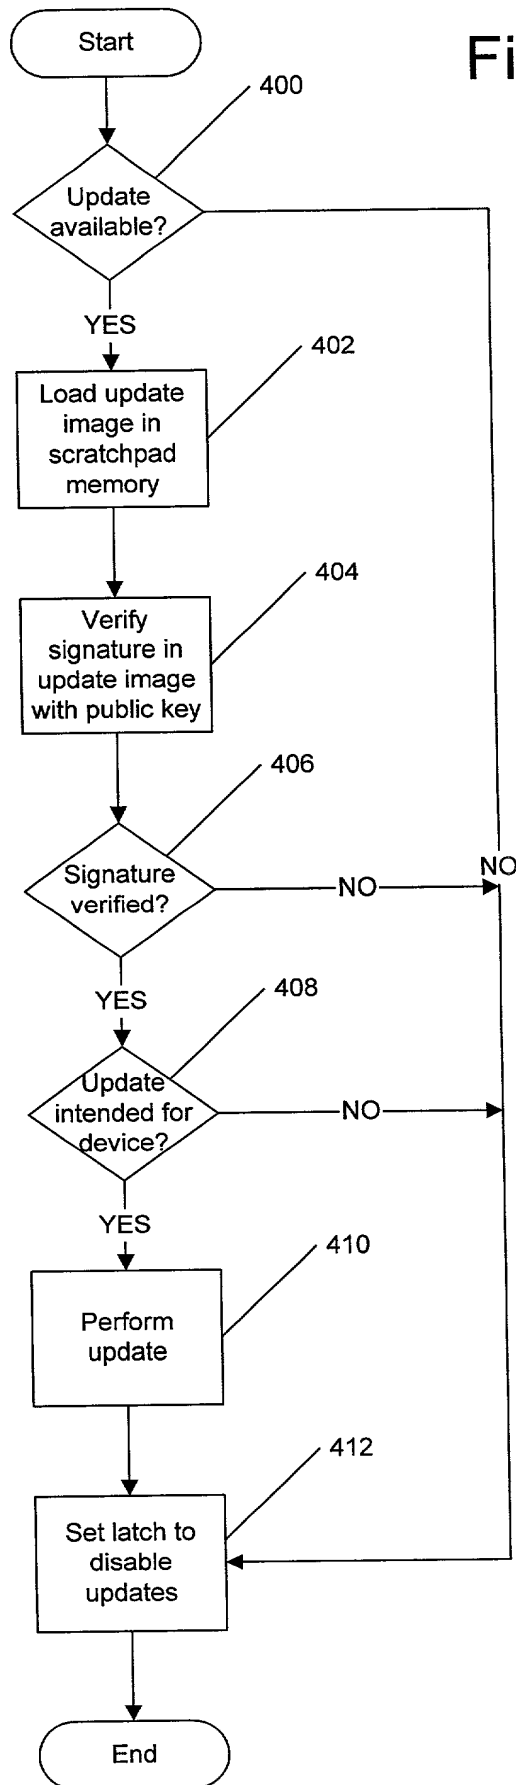 Start
Fi
400
Update
available?
YES
402
Load update
image in
scratchpad
memory
404
Verify
signature in
update image
with public key
406
Signature
verified?
NO
NO
YES
408
Update
intended for
device?
NO
YES
410
Perform
update
412
Set latch to
disable
updates
End